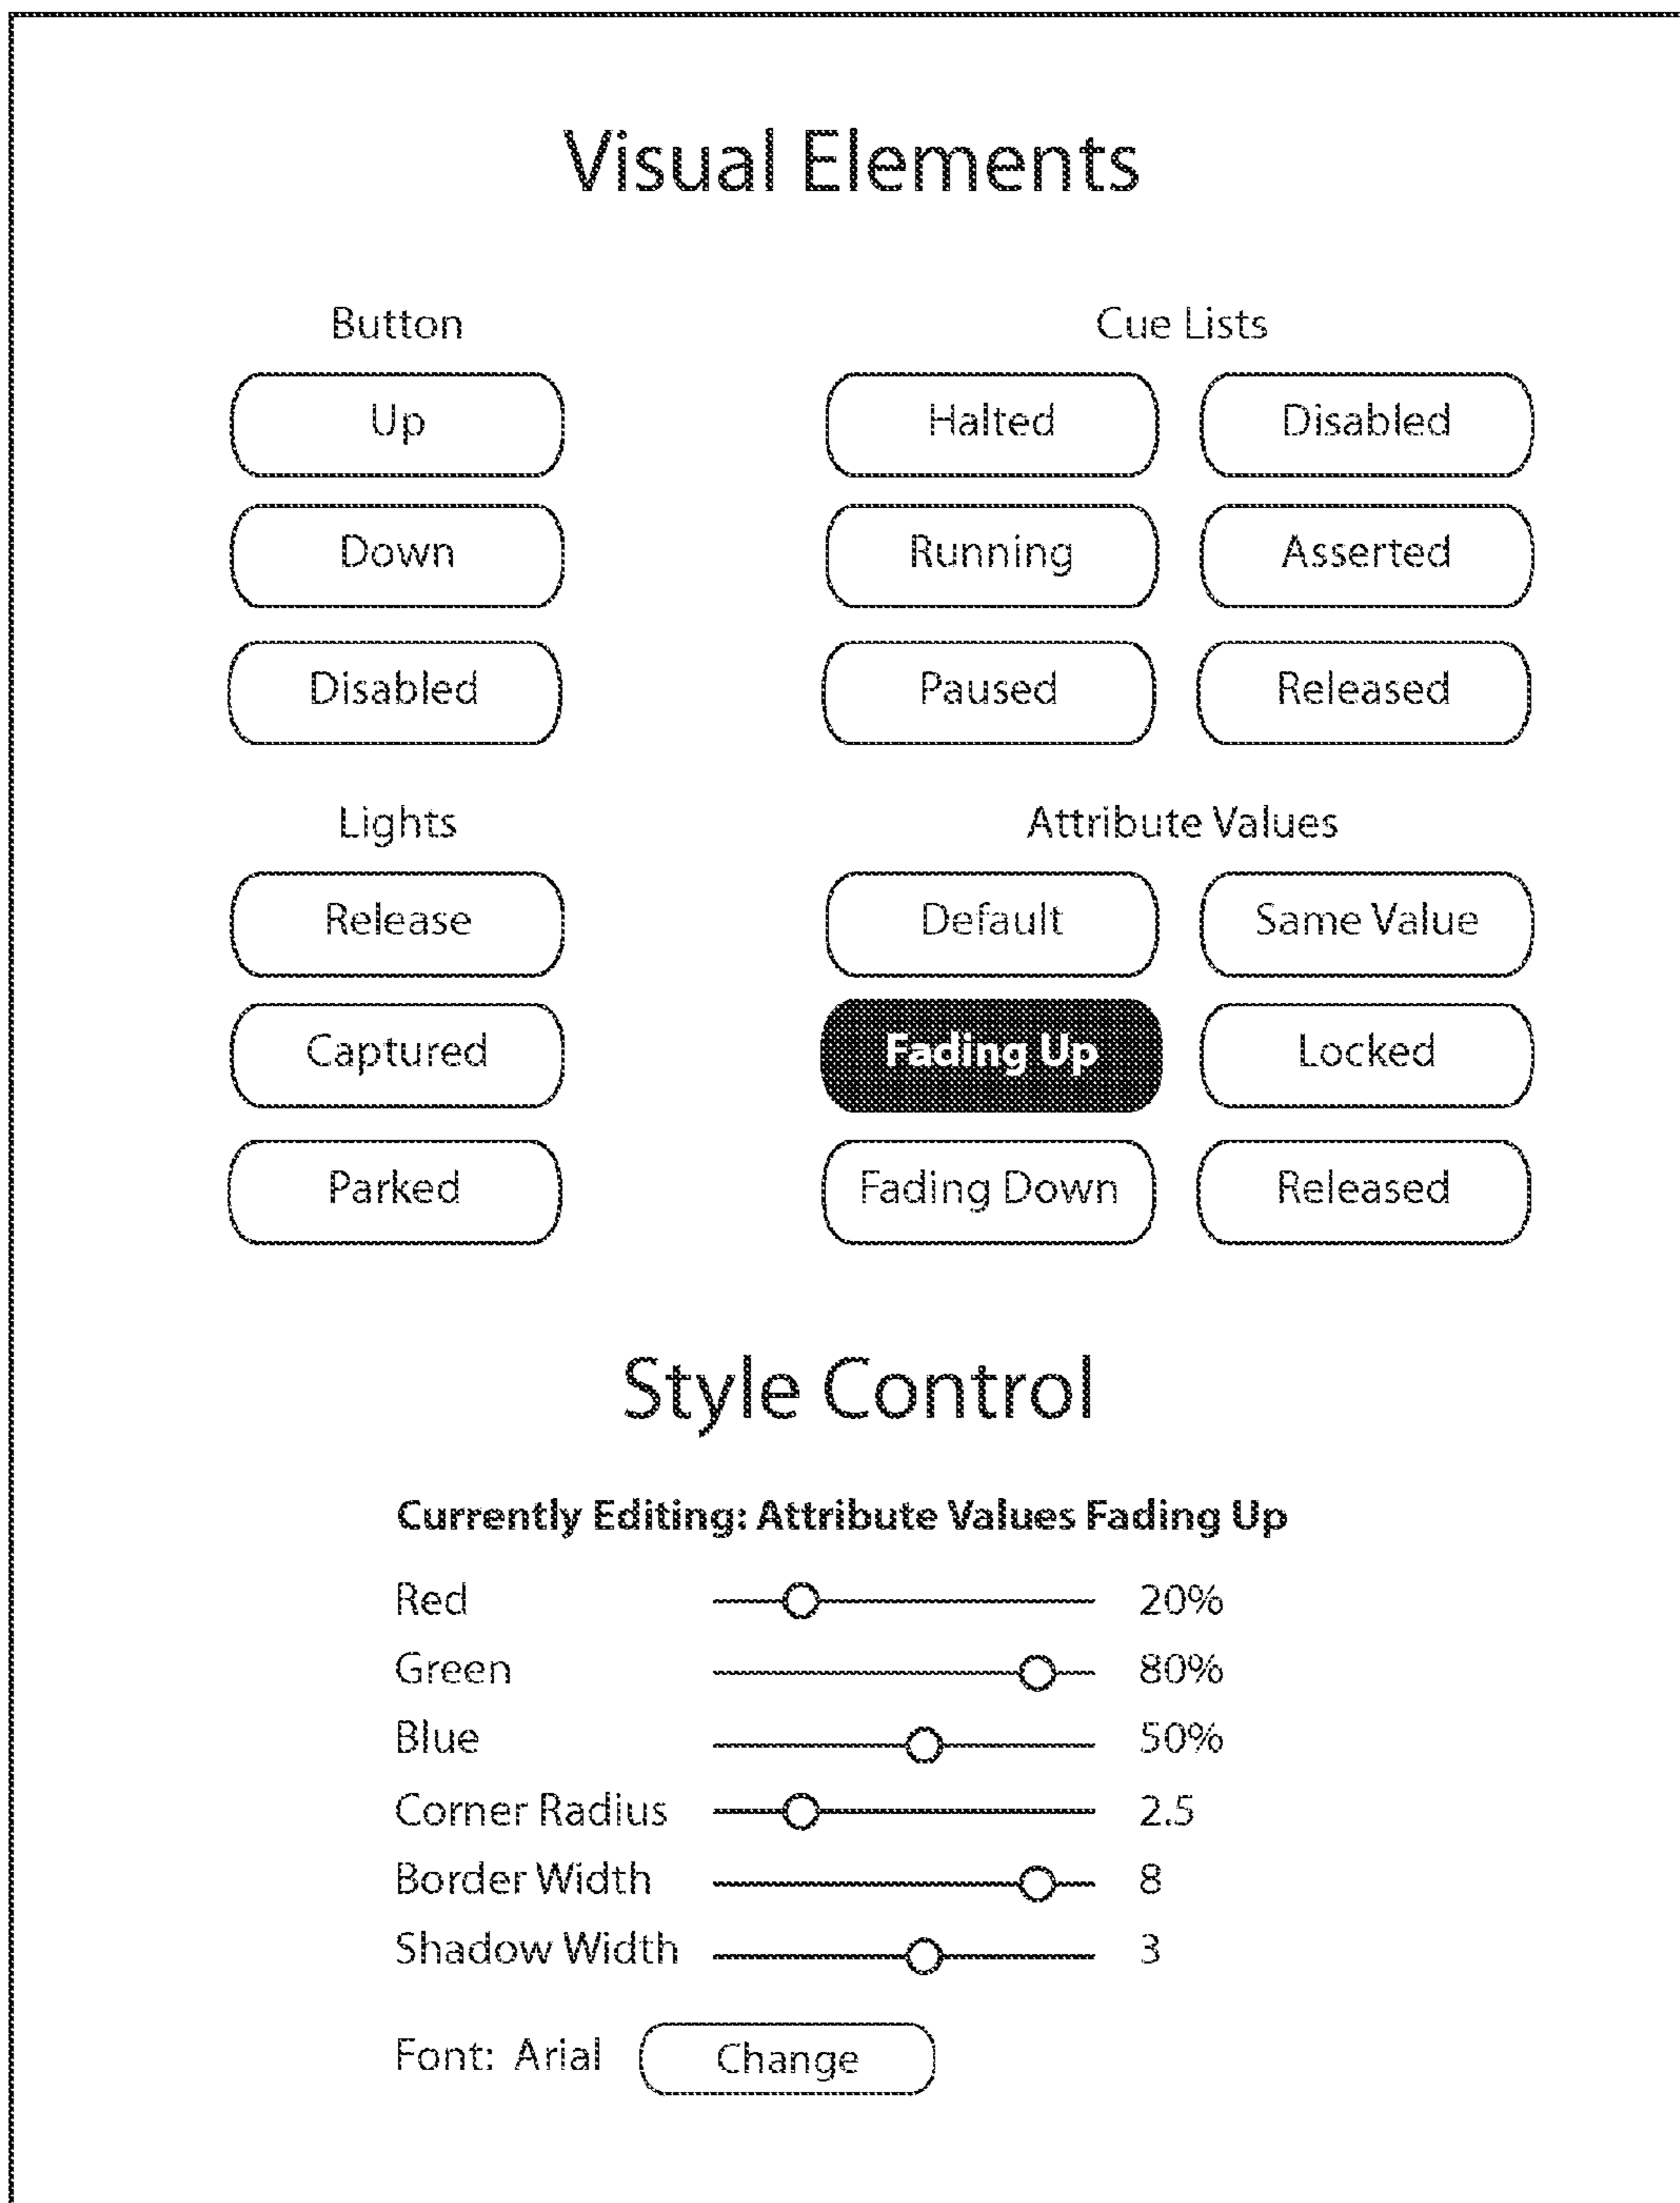 Visual Elements
Button
Up
Down
Disabled
Cue Lists
Halted Disabled
Running Asserted
Paused Released
Lights
Release
Captured
Parked
Attribute Values
Default Same Value
Fading Up Locked
Fading Down Released
Style Control
Currently Editing: Attribute Values Fading Up
Red 20%
Green 80%
Blue 50%
Corner Radius 2.5
Border Width 8
Shadow Width 3
Font: Arial Change